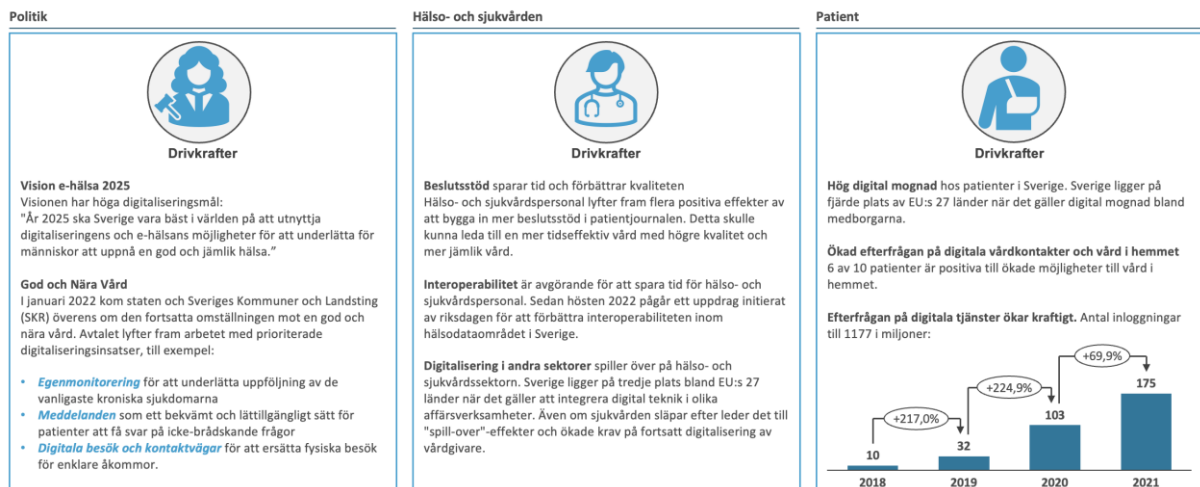 Politik
Drivkrafter
Vision e-hälsa 2025
Visionen har höga digitaliseringsmål:
"År 2025 ska Sverige vara bäst i världen på att utnyttja
digitaliseringens och e-hälsans möjligheter för att underlätta för
människor att uppnå en god och jämlik hälsa.”
God och Nära Vård
I januari 2022 kom staten och Sveriges Kommuner och Landsting
(SKR) överens om den fortsatta omställningen mot en god och
nära vård. Avtalet lyfter fram arbetet med prioriterade
digitaliseringsinsatser, till exempel:
• Egenmonitorering för att underlätta uppföljning av de
vanligaste kroniska sjukdomarna
• Meddelanden som ett bekvämt och lättillgängligt sätt för
patienter att få svar på icke-brådskande frågor
• Digitala besök och kontaktvägar för att ersätta fysiska besök
för enklare åkommor.
Hälso- och sjukvården
Drivkrafter
Beslutsstöd sparar tid och förbättrar kvaliteten
Hälso- och sjukvårdspersonal lyfter fram flera positiva effekter av
att bygga in mer beslutsstöd i patientjournalen. Detta skulle
kunna leda till en mer tidseffektiv vård med högre kvalitet och
mer jämlik vård.
Interoperabilitet är avgörande för att spara tid för hälso- och
sjukvårdspersonal. Sedan hösten 2022 pågår ett uppdrag initierat
av riksdagen för att förbättra interoperabiliteten inom
hälsodataområdet i Sverige.
Digitalisering i andra sektorer spiller över på hälso- och
sjukvårdssektorn. Sverige ligger på tredje plats bland EU:s 27
länder när det gäller att integrera digital teknik i olika
affärsverksamheter. Även om sjukvården släpar efter leder det till
"spill-over"-effekter och ökade krav på fortsatt digitalisering av
vårdgivare.
Patient
Drivkrafter
Hög digital mognad hos patienter i Sverige. Sverige ligger på
fjärde plats av EU:s 27 länder när det gäller digital mognad bland
medborgarna.
Ökad efterfrågan på digitala vårdkontakter och vård i hemmet
6 av 10 patienter är positiva till ökade möjligheter till vård i
hemmet.
Efterfrågan på digitala tjänster ökar kraftigt. Antal inloggningar
till 1177 i miljoner:
+69,9%
+224,9%
+217,0%
10
32
103
175
2018
2019
2020
2021